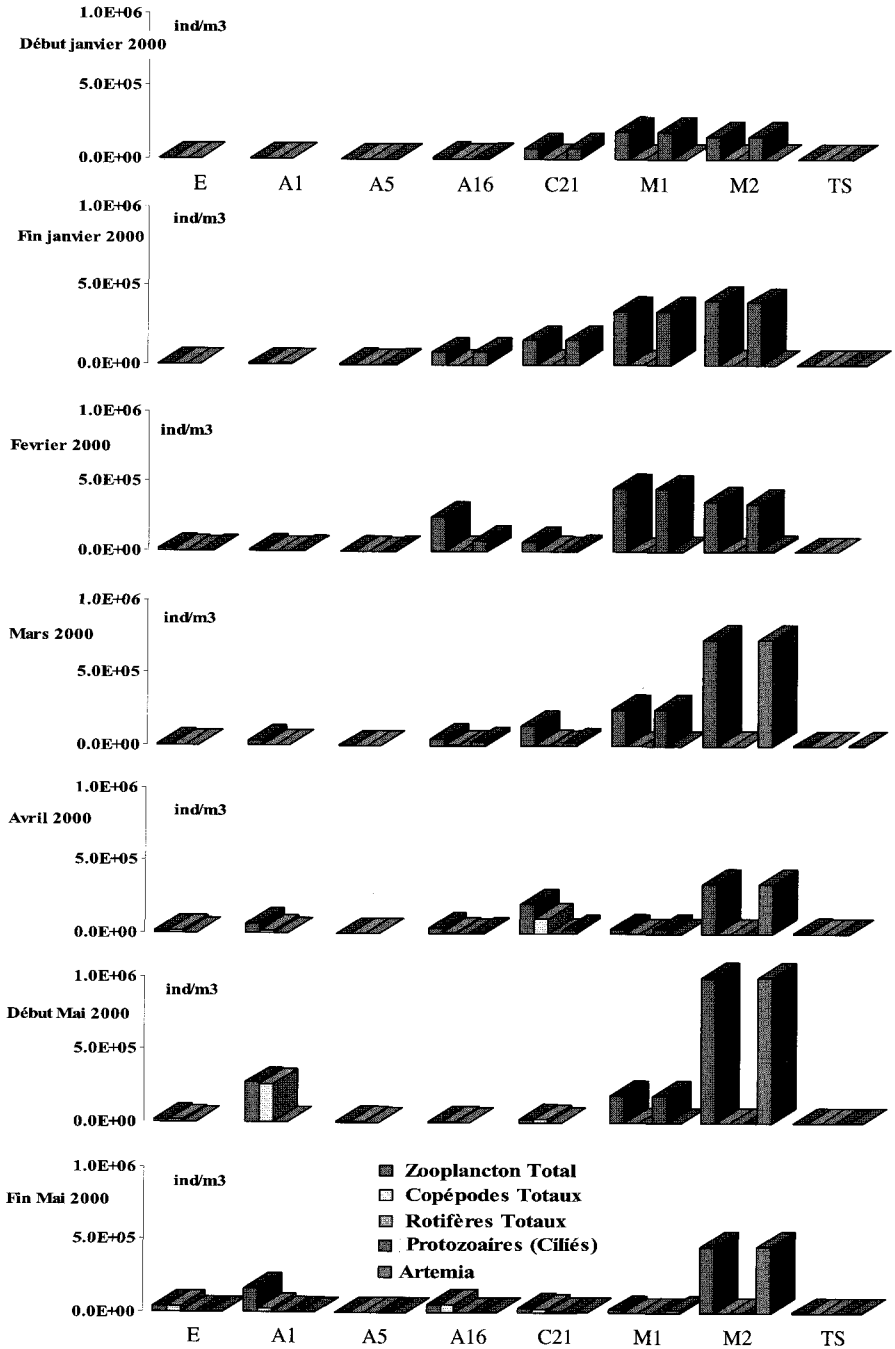 1.0E+06
ind/m3
Début janvier 2000
5.0E+05
0.0E+00
E A1 A5 A16 C21 M1 M2 TS
1.0E+06
ind/m3
Fin janvier 2000
5.0E+05
0.0E+00
1.0E+06
ind/m3
Fevrier 2000
5.0E+05
0.0E+00
1.0E+06
ind/m3
Mars 2000
5.0E+05
0.0E+00
1.0E+06
ind/m3
Avril 2000
5.0E+05
0.0E+00
1.0E+06
ind/m3
Début Mai 2000
5.0E+05
0.0E+00
1.0E+06
ind/m3
Fin Mai 2000
5.0E+05
0.0E+00
Zooplancton Total
Copépodes Totaux
Rotifères Totaux
Protozoaires (Ciliés)
Artemia
E A1 A5 A16 C21 M1 M2 TS